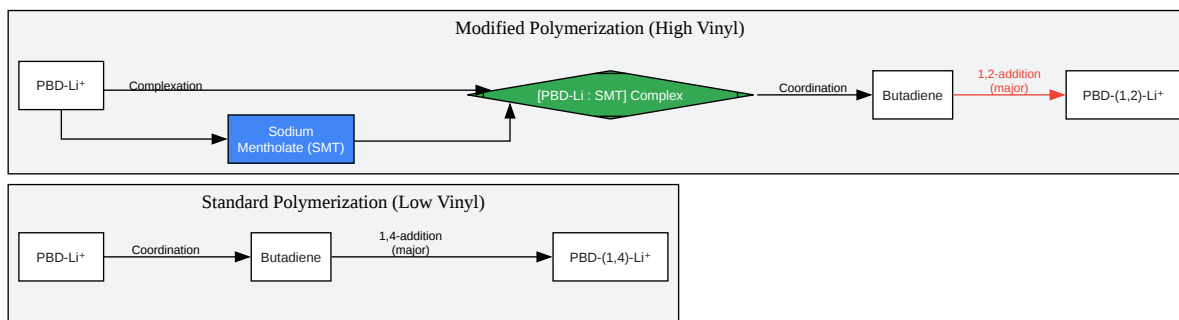 Modified Polymerization (High Vinyl)
PBD-Li⁺
Complexation
Sodium
Mentholate (SMT)
[PBD-Li : SMT] Complex
Coordination
Butadiene
1,2-addition
(major)
PBD-(1,2)-Li⁺
Standard Polymerization (Low Vinyl)
PBD-Li⁺
Coordination
Butadiene
1,4-addition
(major)
PBD-(1,4)-Li⁺